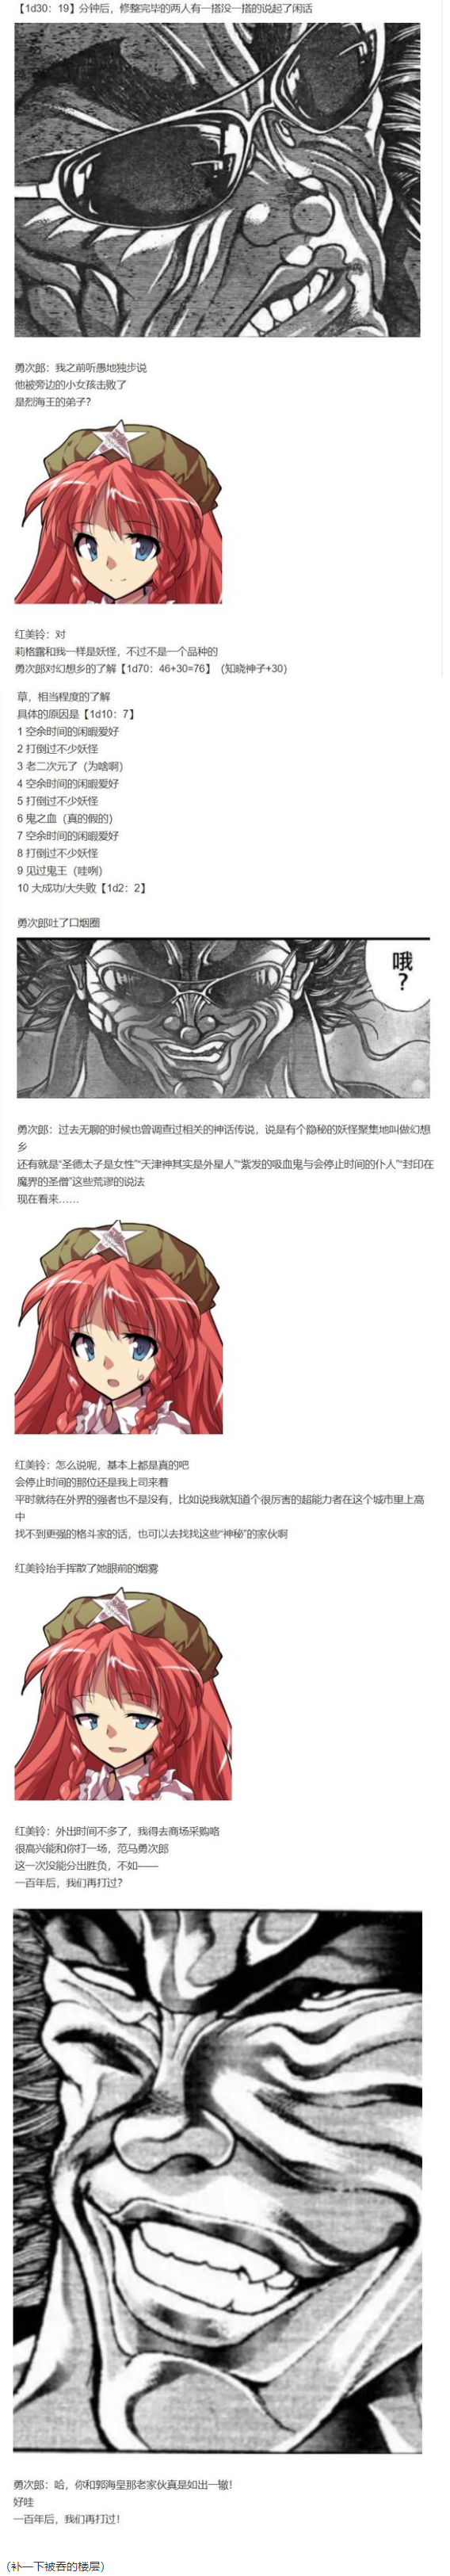 【1d30：19】分钟后，修整完毕的两人有一搭没一搭的说起了闲话
勇次郎：我之前听愚地独步说
他被旁边的小女孩击败了
是烈海王的弟子？
红美铃：对
莉格露和我一样是妖怪，不过不是一个品种的
勇次郎对幻想乡的了解【1d70：46+30=76】（知晓神子+30）
草，相当程度的了解
具体的原因是【1d10：7】
1 空余时间的闲暇爱好
2 打倒过不少妖怪
3 老二次元了（为啥啊）
4 空余时间的闲暇爱好
5 打倒过不少妖怪
6 鬼之血（真的假的）
7 空余时间的闲暇爱好
8 打倒过不少妖怪
9 见过鬼王（哇咧）
10 大成功/大失败【1d2：2】
勇次郎吐了口烟圈
哦？
勇次郎：过去无聊的时候也曾调查过相关的神话传说，说是有个隐秘的妖怪聚集地叫做幻想
乡
还有就是“圣德太子是女性”“天津神其实是外星人”“紫发的吸血鬼与会停止时间的仆人”“封印在
魔界的圣僧”这些荒谬的说法
现在看来……
红美铃：怎么说呢，基本上都是真的吧
会停止时间的那位还是我上司来着
平时就待在外界的强者也不是没有，比如说我就知道个很厉害的超能力者在这个城市里上高
中
找不到更强的格斗家的话，也可以去找找这些“神秘”的家伙啊
红美铃抬手挥散了她眼前的烟雾
红美铃：外出时间不多了，我得去商场采购咯
很高兴能和你打一场，范马勇次郎
这一次没能分出胜负，不如——
一百年后，我们再打过？
勇次郎：哈，你和郭海皇那老家伙真是如出一辙！
好哇
一百年后，我们再打过！
（补一下被吞的楼层）